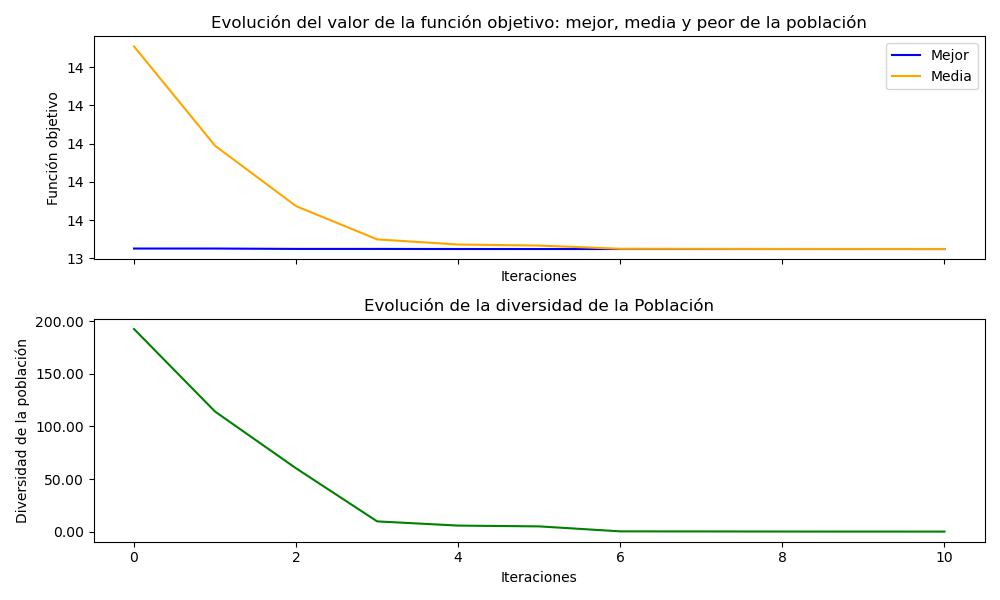 Evolución del valor de la función objetivo: mejor, media y peor de la población
Función objetivo
14
14
14
14
14
13
Mejor
Media
Iteraciones
Evolución de la diversidad de la Población
Diversidad de la población
200.00
150.00
100.00
50.00
0.00
0 2 4 6 8 10
Iteraciones